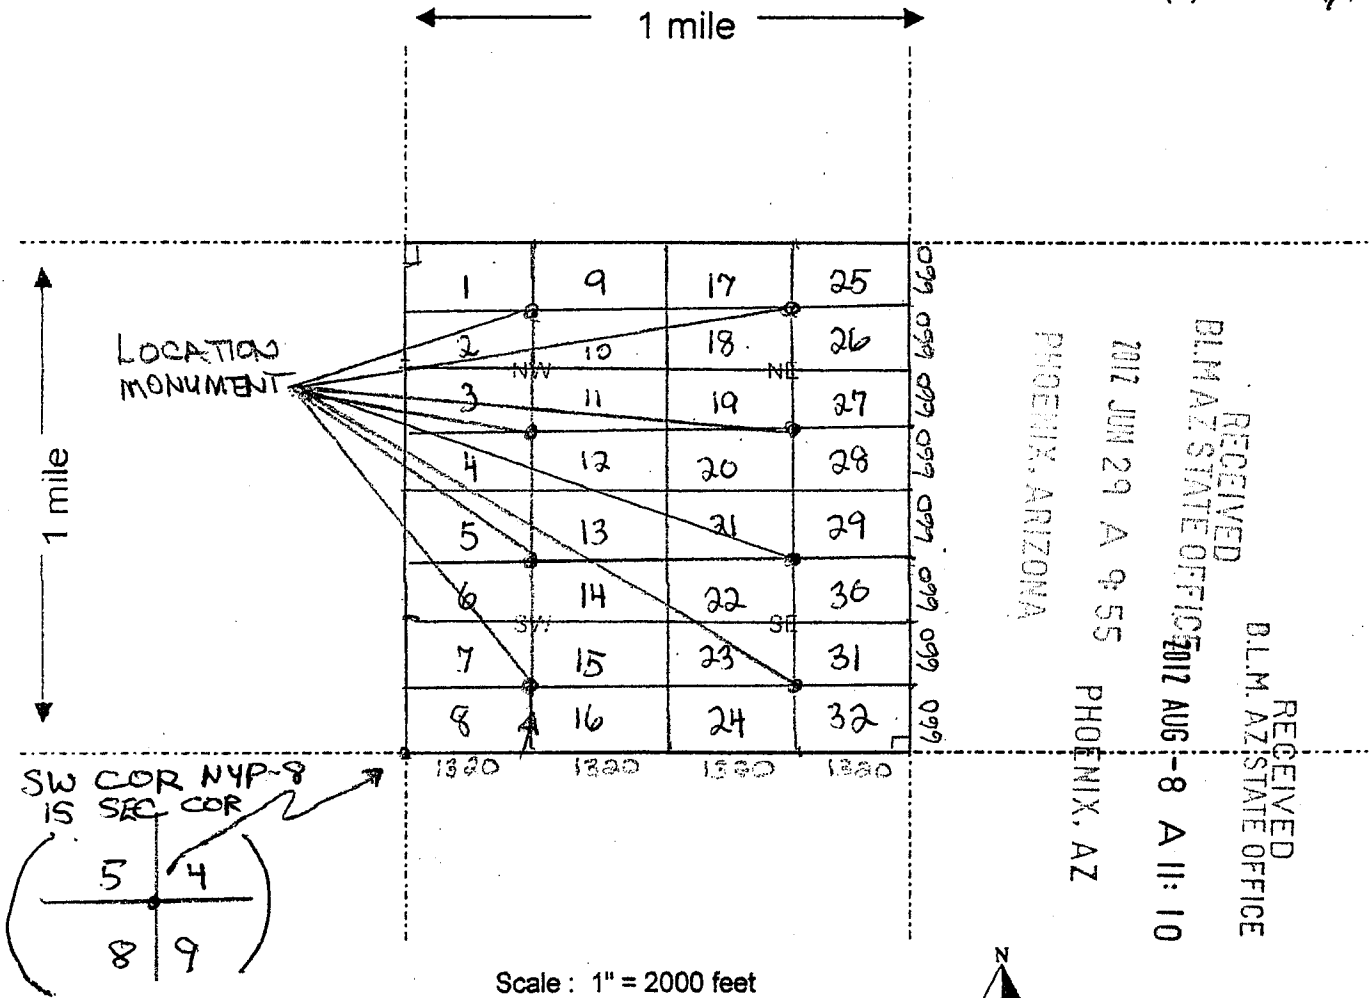 1 mile
1 9 17 25 660
2 10 18 26 660
NW NE
3 11 19 27 660
4 12 20 28 660
5 13 21 29 660
6 14 22 30 660
SW SE
7 15 23 31 660
8 16 24 32 660
1320 1320 1320 1320
LOCATION
MONUMENT
1 mile
SW COR NYP-8
IS SEC COR
5 4
8 9
Scale : 1" = 2000 feet
N
RECEIVED
BLM AZ STATE OFFICE
2012 JUN 29 A 9:55
PHOENIX, ARIZONA
RECEIVED
B.L.M. AZ STATE OFFICE
2012 AUG -8 A 11: 10
PHOENIX, AZ